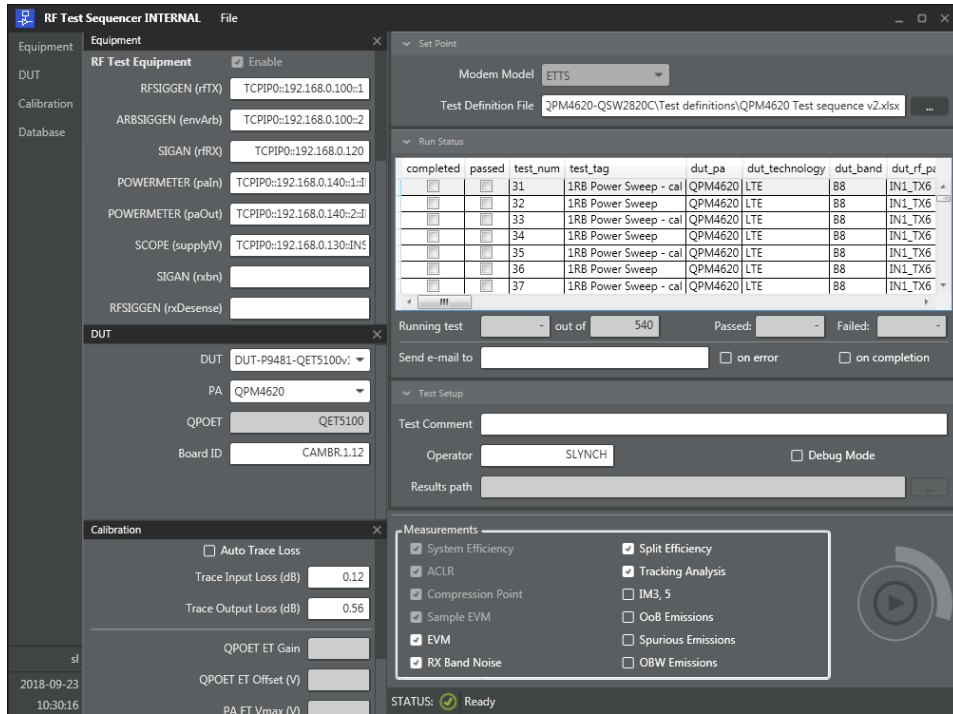 RF Test Sequencer INTERNAL File
Equipment
DUT
Calibration
Database
sl
2018-09-23
10:30:16
Equipment
RF Test Equipment Enable
RFSIGGEN (rfTX) TCPIP0::192.168.0.100::1
ARBSIGGEN (envArb) TCPIP0::192.168.0.100::2
SIGAN (rfRX) TCPIP0::192.168.0.120
POWERMETER (paIn) TCPIP0::192.168.0.140::1::I
POWERMETER (paOut) TCPIP0::192.168.0.140::2::I
SCOPE (supplyIV) TCPIP0::192.168.0.130::INS
SIGAN (rxbn)
RFSIGGEN (rxDesense)
DUT
DUT DUT-P9481-QET5100v:
PA QPM4620
QPOET QET5100
Board ID CAMBR.1.12
Calibration
Auto Trace Loss
Trace Input Loss (dB) 0.12
Trace Output Loss (dB) 0.56
QPOET ET Gain
QPOET ET Offset (V)
PA ET Vmax (V)
Set Point
Modem Model ETTS
Test Definition File QPM4620-QSW2820C\Test definitions\QPM4620 Test sequence v2.xlsx ...
Run Status
completed passed test_num test_tag dut_pa dut_technology dut_band dut_rf_pa
31 1RB Power Sweep - cal QPM4620 LTE B8 IN1_TX6
32 1RB Power Sweep QPM4620 LTE B8 IN1_TX6
33 1RB Power Sweep - cal QPM4620 LTE B8 IN1_TX6
34 1RB Power Sweep QPM4620 LTE B8 IN1_TX6
35 1RB Power Sweep - cal QPM4620 LTE B8 IN1_TX6
36 1RB Power Sweep QPM4620 LTE B8 IN1_TX6
37 1RB Power Sweep - cal QPM4620 LTE B8 IN1_TX6
Running test - out of 540 Passed: - Failed: -
Send e-mail to on error on completion
Test Setup
Test Comment
Operator SLYNCH Debug Mode
Results path ...
Measurements
System Efficiency Split Efficiency
ACLR Tracking Analysis
Compression Point IM3, 5
Sample EVM OoB Emissions
EVM Spurious Emissions
RX Band Noise OBW Emissions
STATUS: Ready